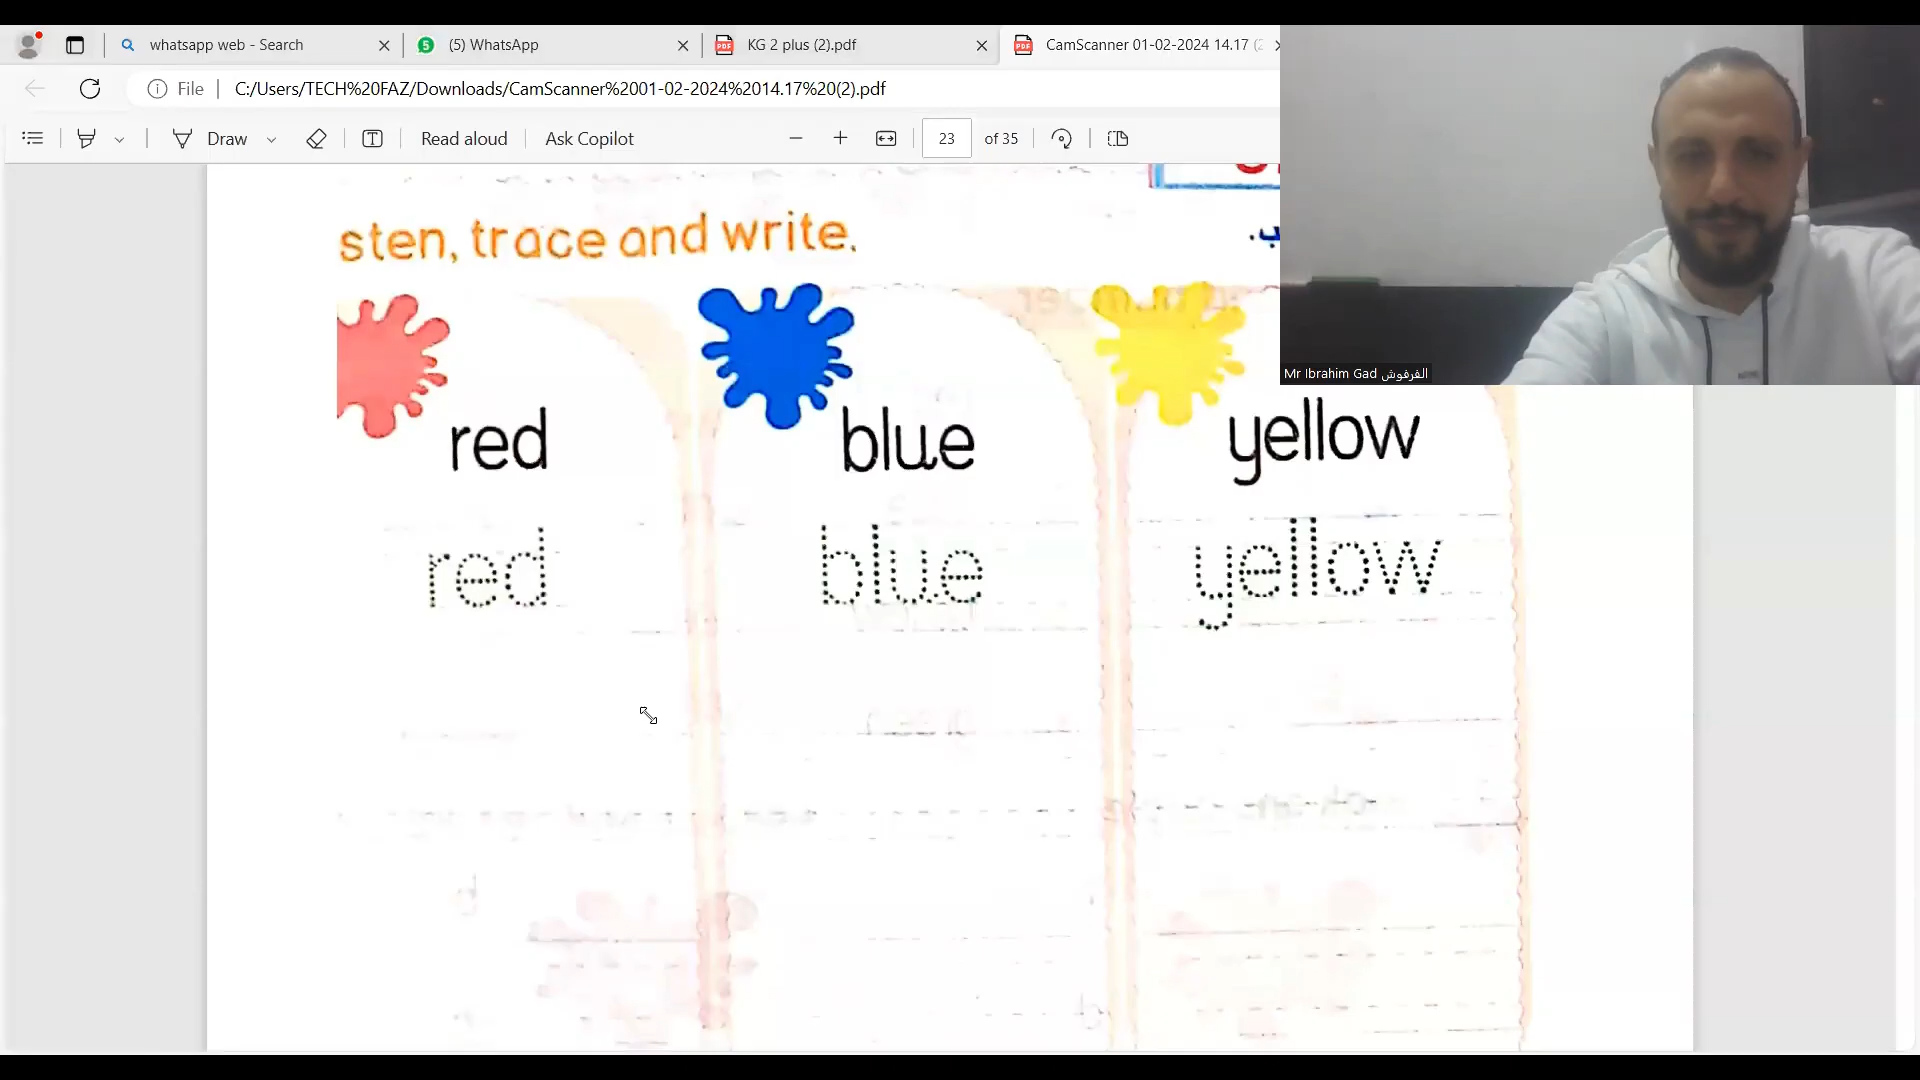 whatsapp web - Search
(5) WhatsApp
KG 2 plus (2).pdf
CamScanner 01-02-2024 14.17 (2
File
C:/Users/TECH%20FAZ/Downloads/CamScanner%2001-02-2024%2014.17%20(2).pdf
Draw
Read aloud
Ask Copilot
23 of 35
sten, trace and write.
Mr Ibrahim Gad الفرفوش
red blue yellow
red blue yellow